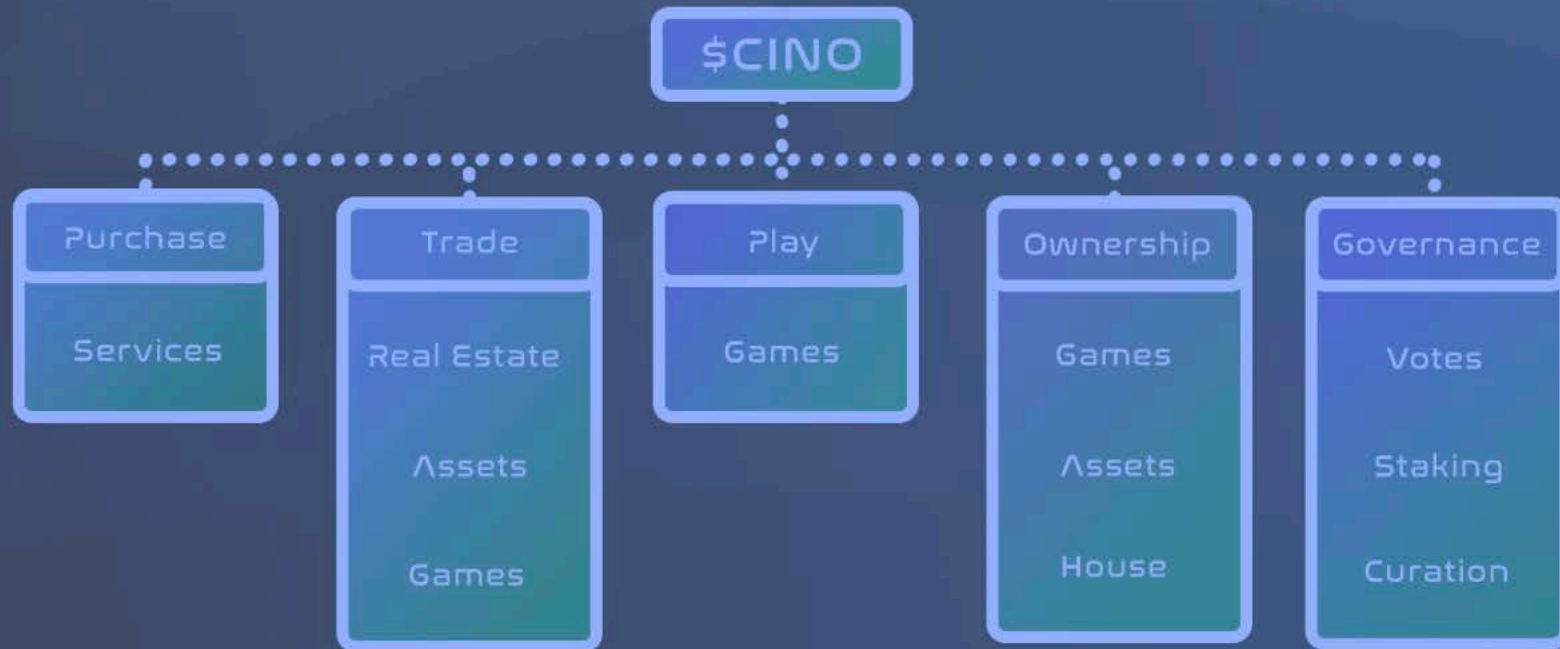 $CINO
Purchase
Services
Trade
Real Estate
Assets
Games
Play
Games
Ownership
Games
Assets
House
Governance
Votes
Staking
Curation